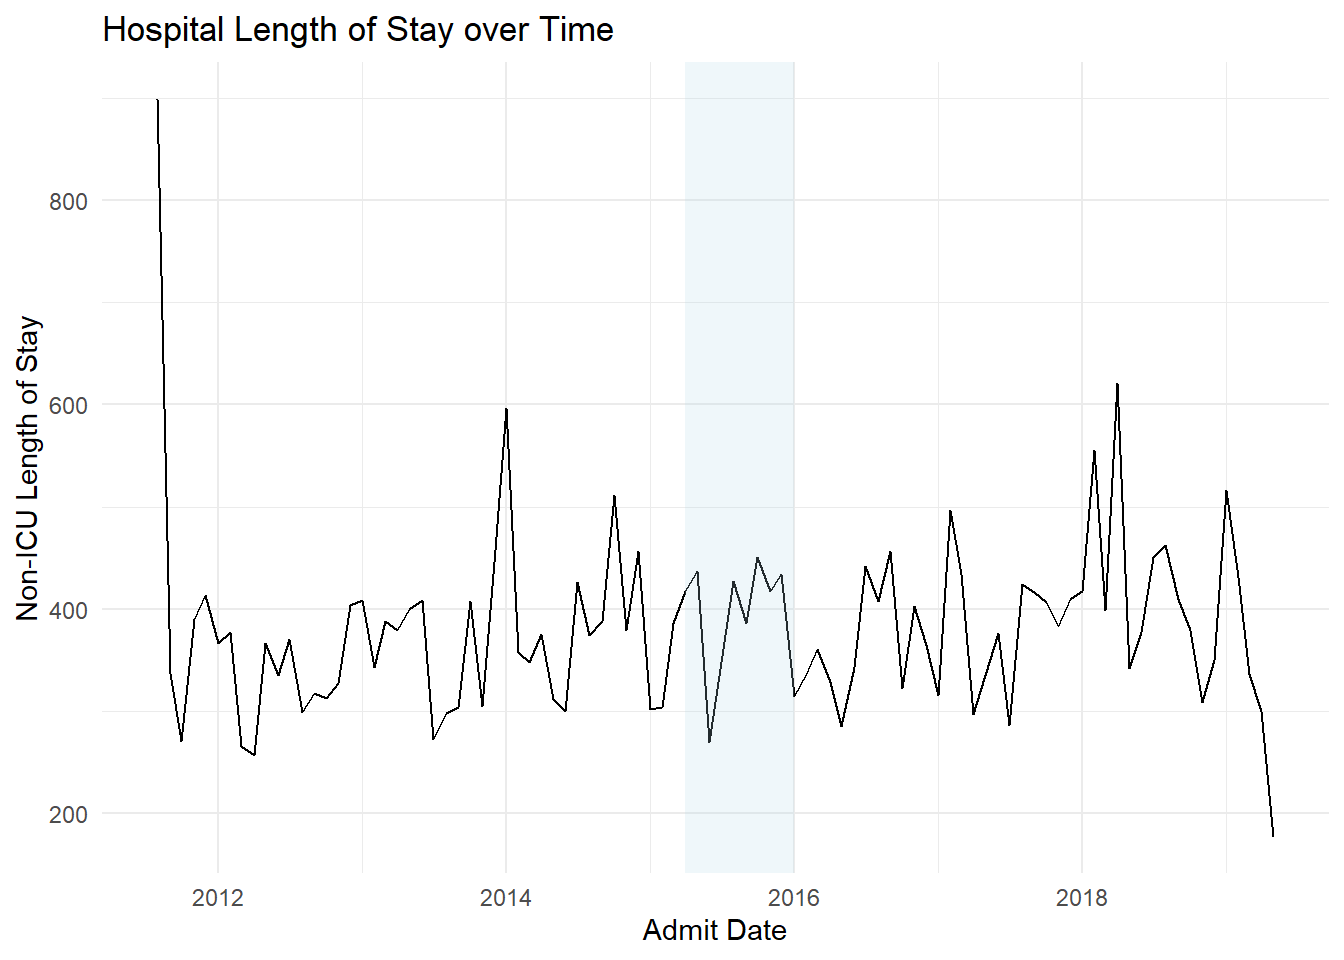 Hospital Length of Stay over Time
Non-ICU Length of Stay
800
600
400
200
2012
2014
2016
2018
Admit Date